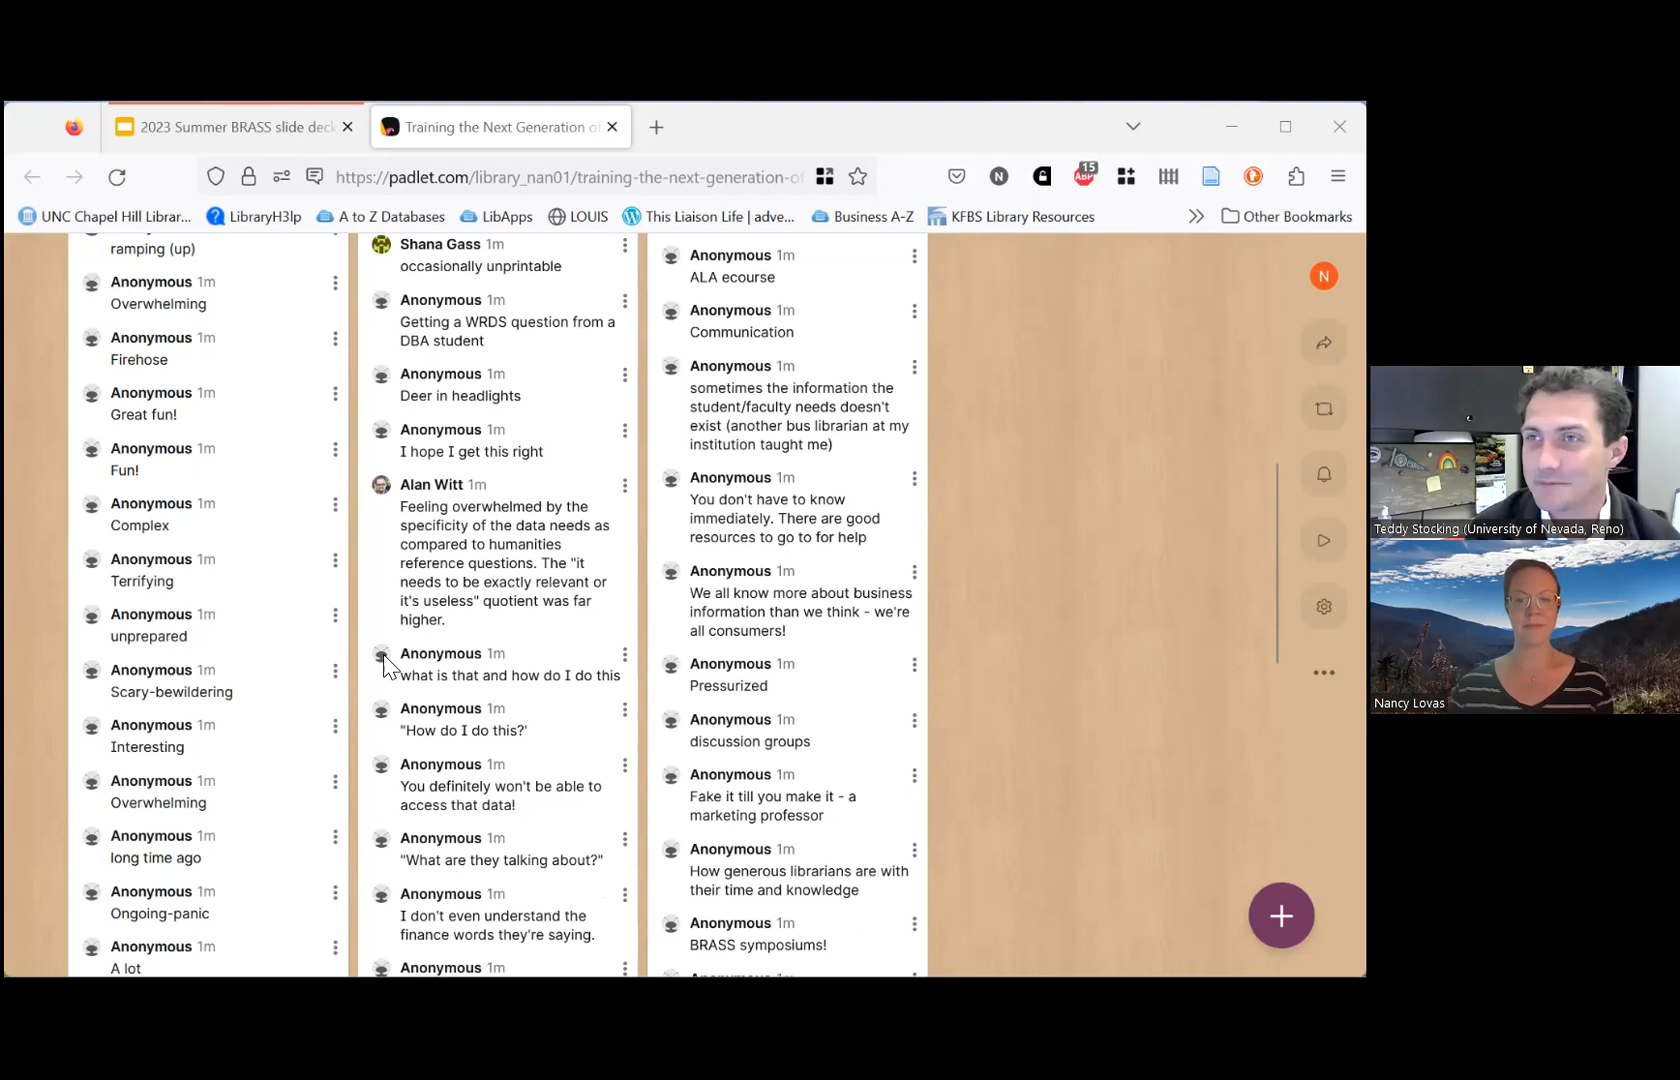 2023 Summer BRASS slide deck
Training the Next Generation of
https://padlet.com/library_nan01/training-the-next-generation-of-
15
ABP
N
UNC Chapel Hill Librar...
LibraryH3lp
A to Z Databases
LibApps
LOUIS
This Liaison Life | adve...
Business A-Z
KFBS Library Resources
Other Bookmarks
ramping (up)
Anonymous 1m
Overwhelming
Anonymous 1m
Firehose
Anonymous 1m
Great fun!
Anonymous 1m
Fun!
Anonymous 1m
Complex
Anonymous 1m
Terrifying
Anonymous 1m
unprepared
Anonymous 1m
Scary-bewildering
Anonymous 1m
Interesting
Anonymous 1m
Overwhelming
Anonymous 1m
long time ago
Anonymous 1m
Ongoing-panic
Anonymous 1m
A lot
Shana Gass 1m
occasionally unprintable
Anonymous 1m
Getting a WRDS question from a
DBA student
Anonymous 1m
Deer in headlights
Anonymous 1m
I hope I get this right
Alan Witt 1m
Feeling overwhelmed by the
specificity of the data needs as
compared to humanities
reference questions. The "it
needs to be exactly relevant or
it's useless" quotient was far
higher.
Anonymous 1m
what is that and how do I do this
Anonymous 1m
"How do I do this?'
Anonymous 1m
You definitely won't be able to
access that data!
Anonymous 1m
"What are they talking about?"
Anonymous 1m
I don't even understand the
finance words they're saying.
Anonymous 1m
Anonymous 1m
ALA ecourse
Anonymous 1m
Communication
Anonymous 1m
sometimes the information the
student/faculty needs doesn't
exist (another bus librarian at my
institution taught me)
Anonymous 1m
You don't have to know
immediately. There are good
resources to go to for help
Anonymous 1m
We all know more about business
information than we think - we're
all consumers!
Anonymous 1m
Pressurized
Anonymous 1m
discussion groups
Anonymous 1m
Fake it till you make it - a
marketing professor
Anonymous 1m
How generous librarians are with
their time and knowledge
Anonymous 1m
BRASS symposiums!
N
Teddy Stocking (University of Nevada, Reno)
Nancy Lovas